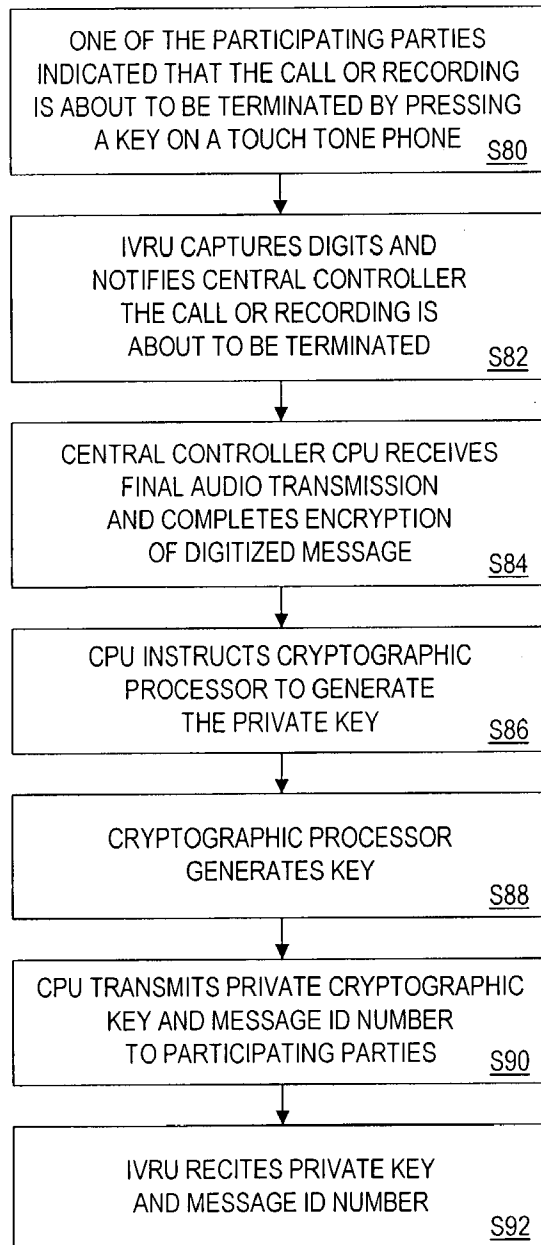 ONE OF THE PARTICIPATING PARTIES
INDICATED THAT THE CALL OR RECORDING
IS ABOUT TO BE TERMINATED BY PRESSING
A KEY ON A TOUCH TONE PHONE
S80
IVRU CAPTURES DIGITS AND
NOTIFIES CENTRAL CONTROLLER
THE CALL OR RECORDING IS
ABOUT TO BE TERMINATED
S82
CENTRAL CONTROLLER CPU RECEIVES
FINAL AUDIO TRANSMISSION
AND COMPLETES ENCRYPTION
OF DIGITIZED MESSAGE
S84
CPU INSTRUCTS CRYPTOGRAPHIC
PROCESSOR TO GENERATE
THE PRIVATE KEY
S86
CRYPTOGRAPHIC PROCESSOR
GENERATES KEY
S88
CPU TRANSMITS PRIVATE CRYPTOGRAPHIC
KEY AND MESSAGE ID NUMBER
TO PARTICIPATING PARTIES
S90
IVRU RECITES PRIVATE KEY
AND MESSAGE ID NUMBER
S92